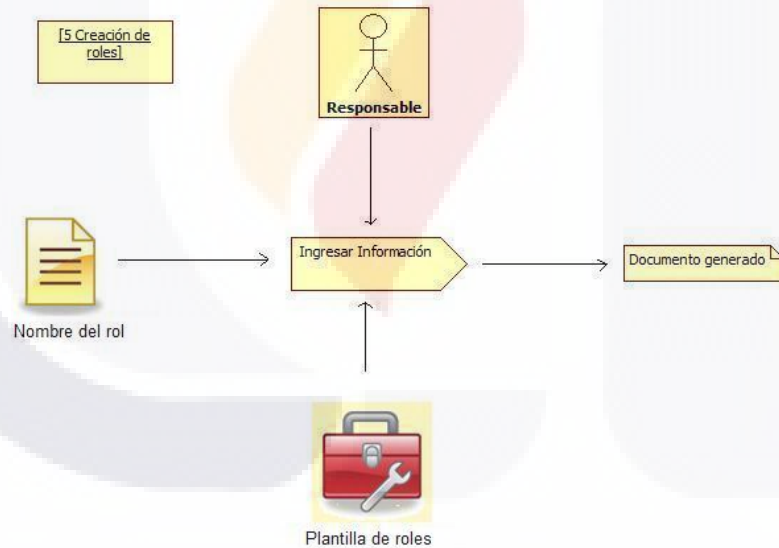 [5 Creación de
roles]
Responsable
Ingresar Información
Documento generado
Nombre del rol
Plantilla de roles